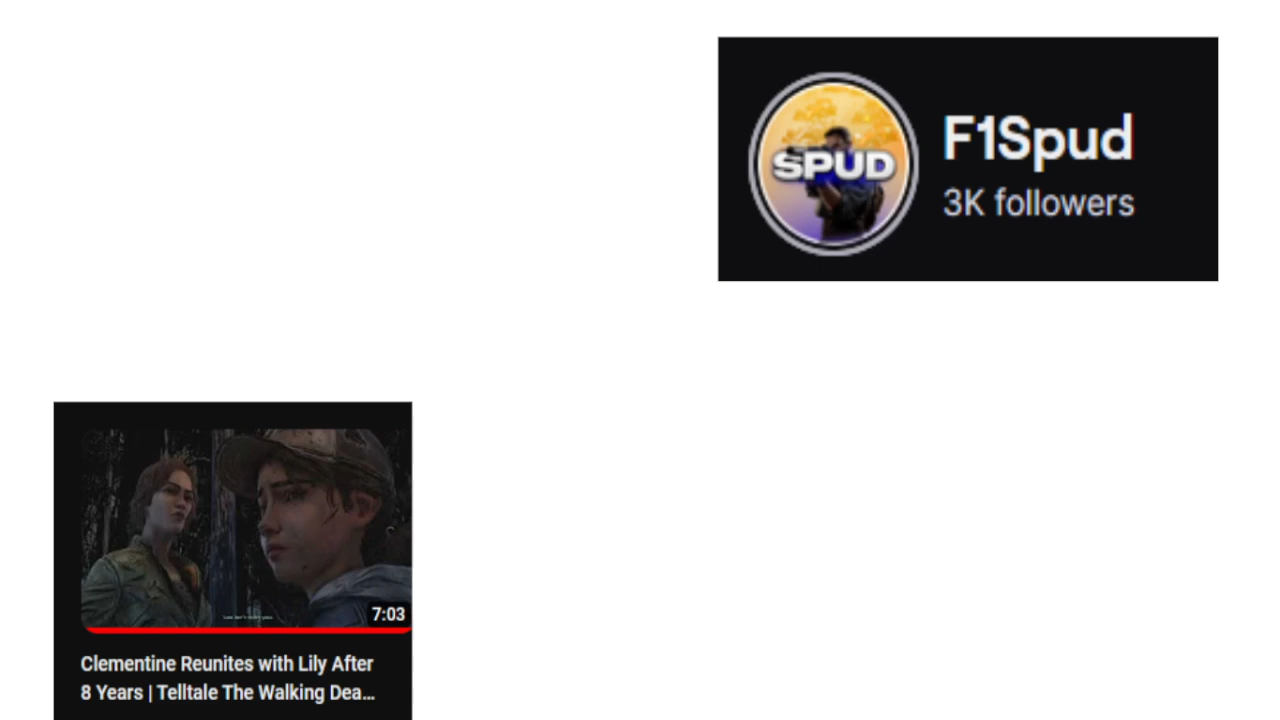 SPUD
F1Spud
3K followers
7:03
Clementine Reunites with Lily After
8 Years | Telltale The Walking Dea...